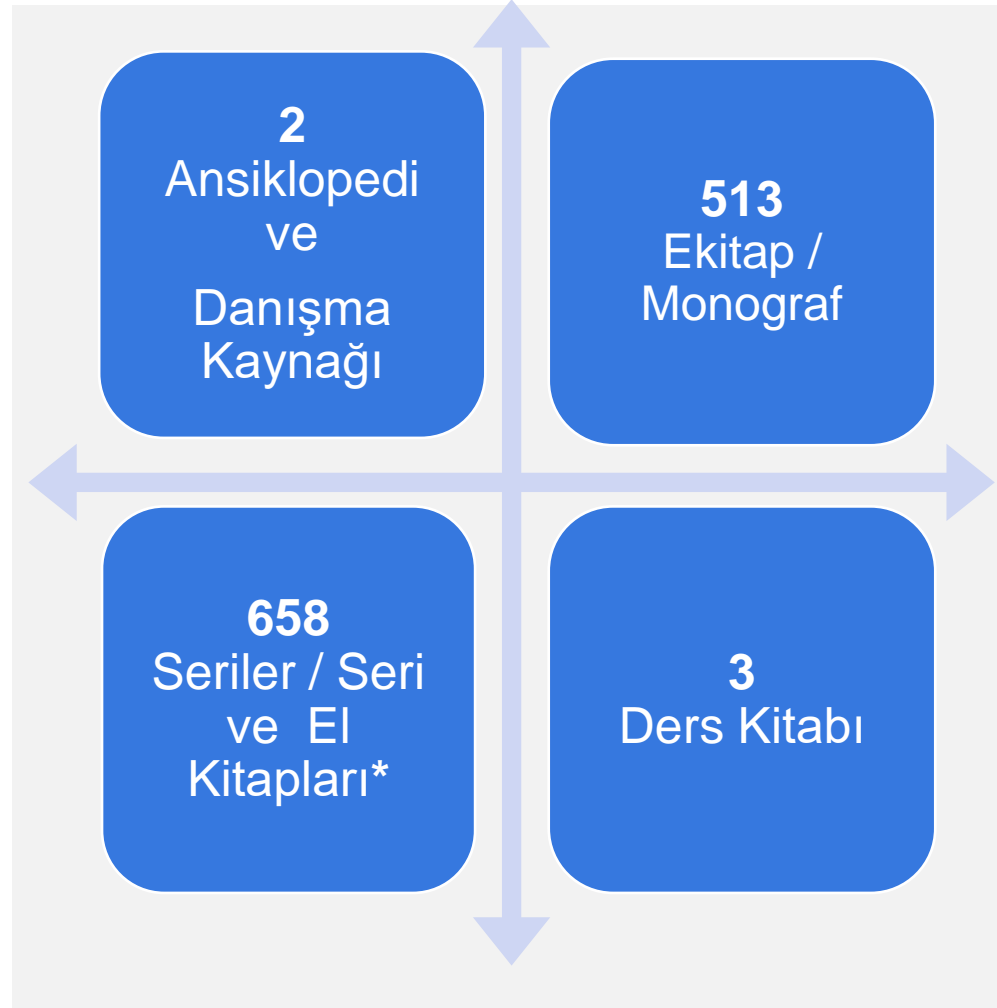 2
Ansiklopedi
ve
Danışma
Kaynağı
513
Ekitap /
Monograf
658
Seriler / Seri
ve  El
Kitapları*
3
Ders Kitabı